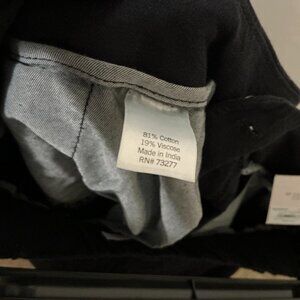 81% Cotton
19% Viscose
Made in India
RN# 73277